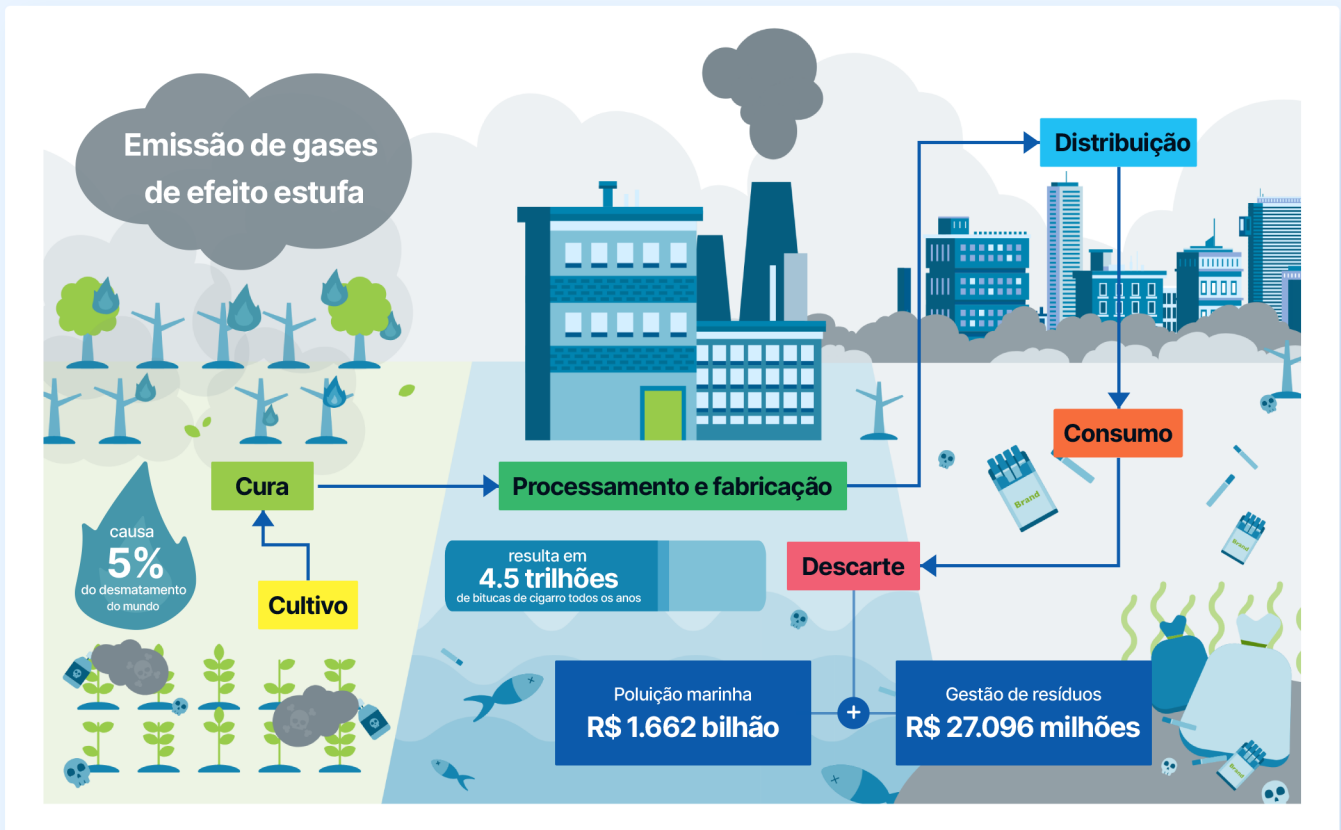 Emissão de gases
de efeito estufa
Distribuição
Consumo
Cura
Processamento e fabricação
causa
5%
do desmatamento
do mundo
Cultivo
resulta em
4.5 trilhões
de bitucas de cigarro todos os anos
Descarte
Brand
Brand
Poluição marinha
R$ 1.662 bilhão
+
Gestão de resíduos
R$ 27.096 milhões
Brand